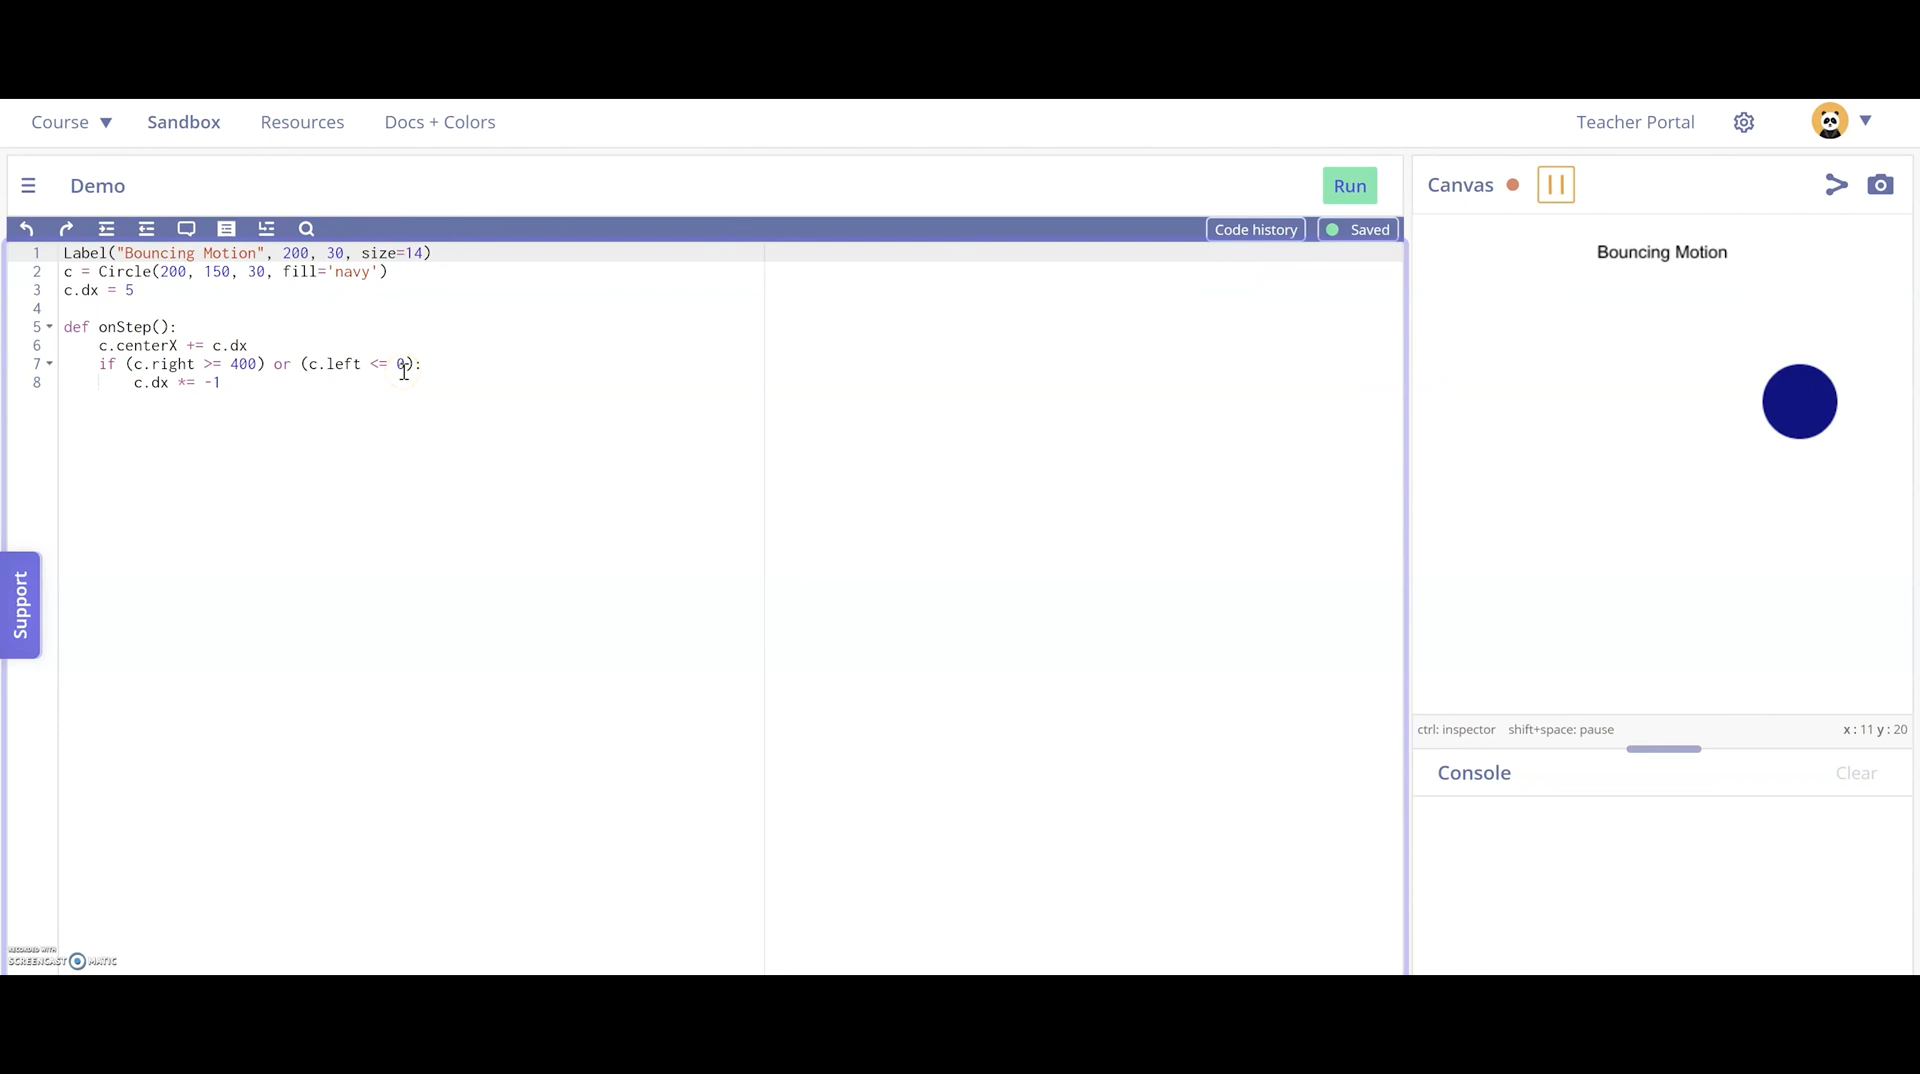 Course ▼ Sandbox Resources Docs + Colors Teacher Portal
Demo Run
Canvas
Code history Saved
1 Label("Bouncing Motion", 200, 30, size=14)
2 c = Circle(200, 150, 30, fill='navy')
3 c.dx = 5
4
5 def onStep():
6 c.centerX += c.dx
7 if (c.right >= 400) or (c.left <= 0):
8 c.dx *= -1
Bouncing Motion
Support
ctrl: inspector shift+space: pause x : 11 y : 20
Console Clear
RECORDED WITH
SCREENCAST MATIC